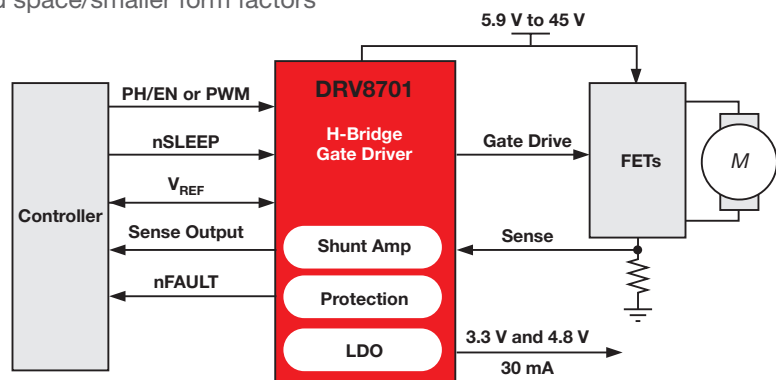 space/smaller form factors
5.9 V to 45 V
DRV8701
PH/EN or PWM
H-Bridge
Gate Driver
nSLEEP
Gate Drive
FETs
M
VREF
Controller
Sense Output
Shunt Amp
Sense
nFAULT
Protection
LDO
3.3 V and 4.8 V
30 mA